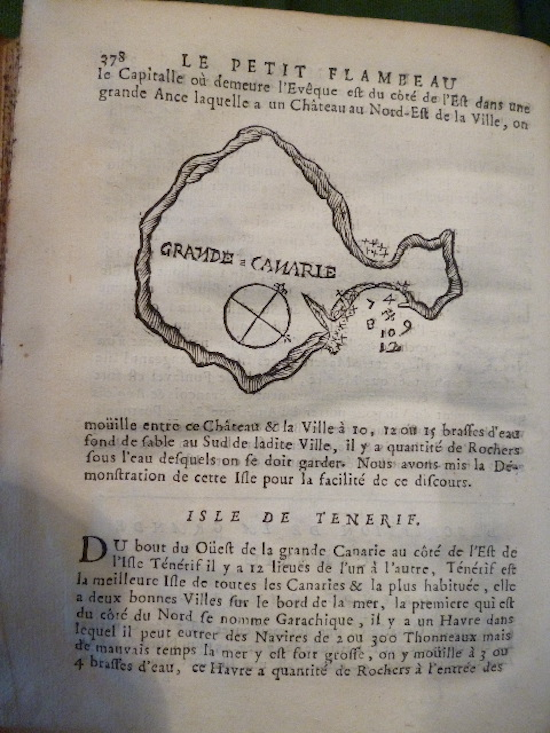 378 LE PETIT FLAMBEAU
le Capitalle où demeure l'Evêque est du côté de l'Est dans une
grande Ance laquelle a un Château au Nord-Est de la Ville, on
GRANDE CANARIE
7 4
8 9
10
12
moüille entre ce Château & la Ville à 10, 12 ou 15 brasses d'eau
fond de sable au Sud de ladite Ville, il y a quantité de Rochers
sous l'eau desquels on se doit garder. Nous avons mis la Dé-
monstration de cette Isle pour la facilité de ce discours.
ISLE DE TENERIF.
DU bout du Oüest de la grande Canarie au côté de l'Est de
l'Isle Ténérif il y a 12 lieues de l'un à l'autre, Ténérif est
la meilleure Isle de toutes les Canaries & la plus habituée, elle
a deux bonnes Villes sur le bord de la mer, la premiere qui est
du côté du Nord se nomme Garachique, il y a un Havre dans
lequel il peut entrer des Navires de 2 ou 300 Thonneaux mais
de mauvais temps la mer y est fort grosse, on y moüille à 3 ou
4 brasses d'eau, ce Havre a quantité de Rochers à l'entrée des